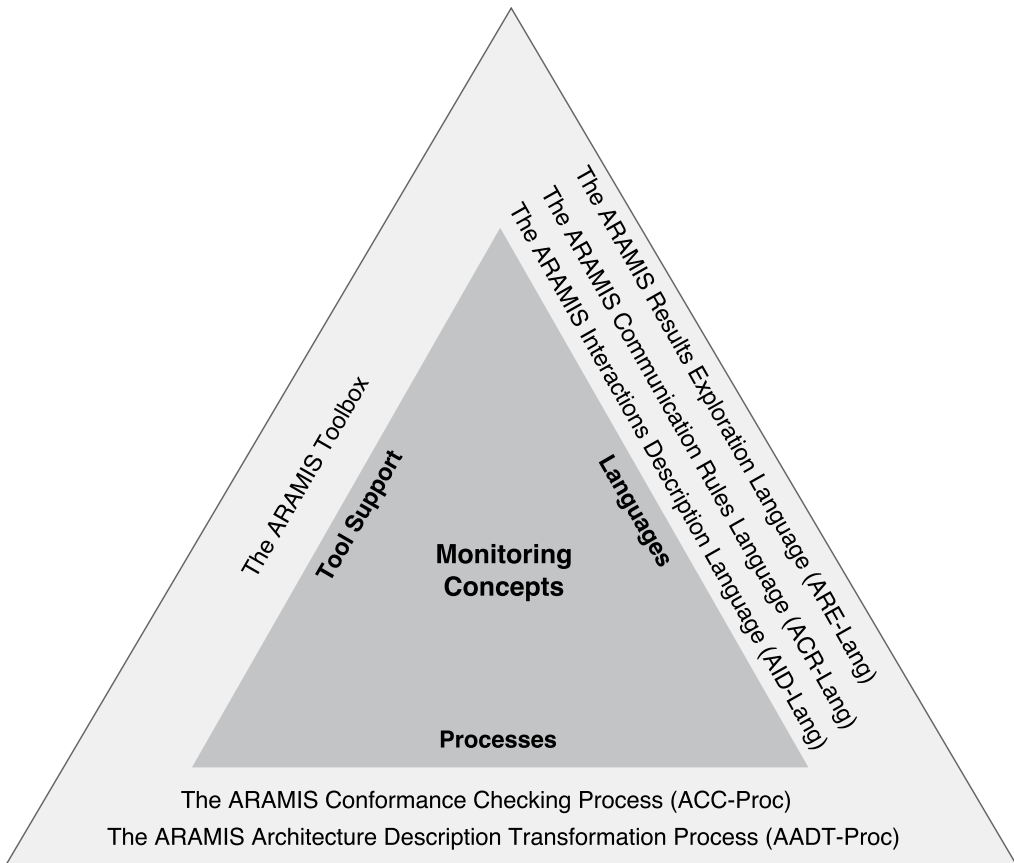 The ARAMIS Toolbox
Tool Support
Monitoring
Concepts
Languages
The ARAMIS Interactions Description Language (AID-Lang)
The ARAMIS Communication Rules Language (ACR-Lang)
The ARAMIS Results Exploration Language (ARE-Lang)
Processes
The ARAMIS Conformance Checking Process (ACC-Proc)
The ARAMIS Architecture Description Transformation Process (AADT-Proc)